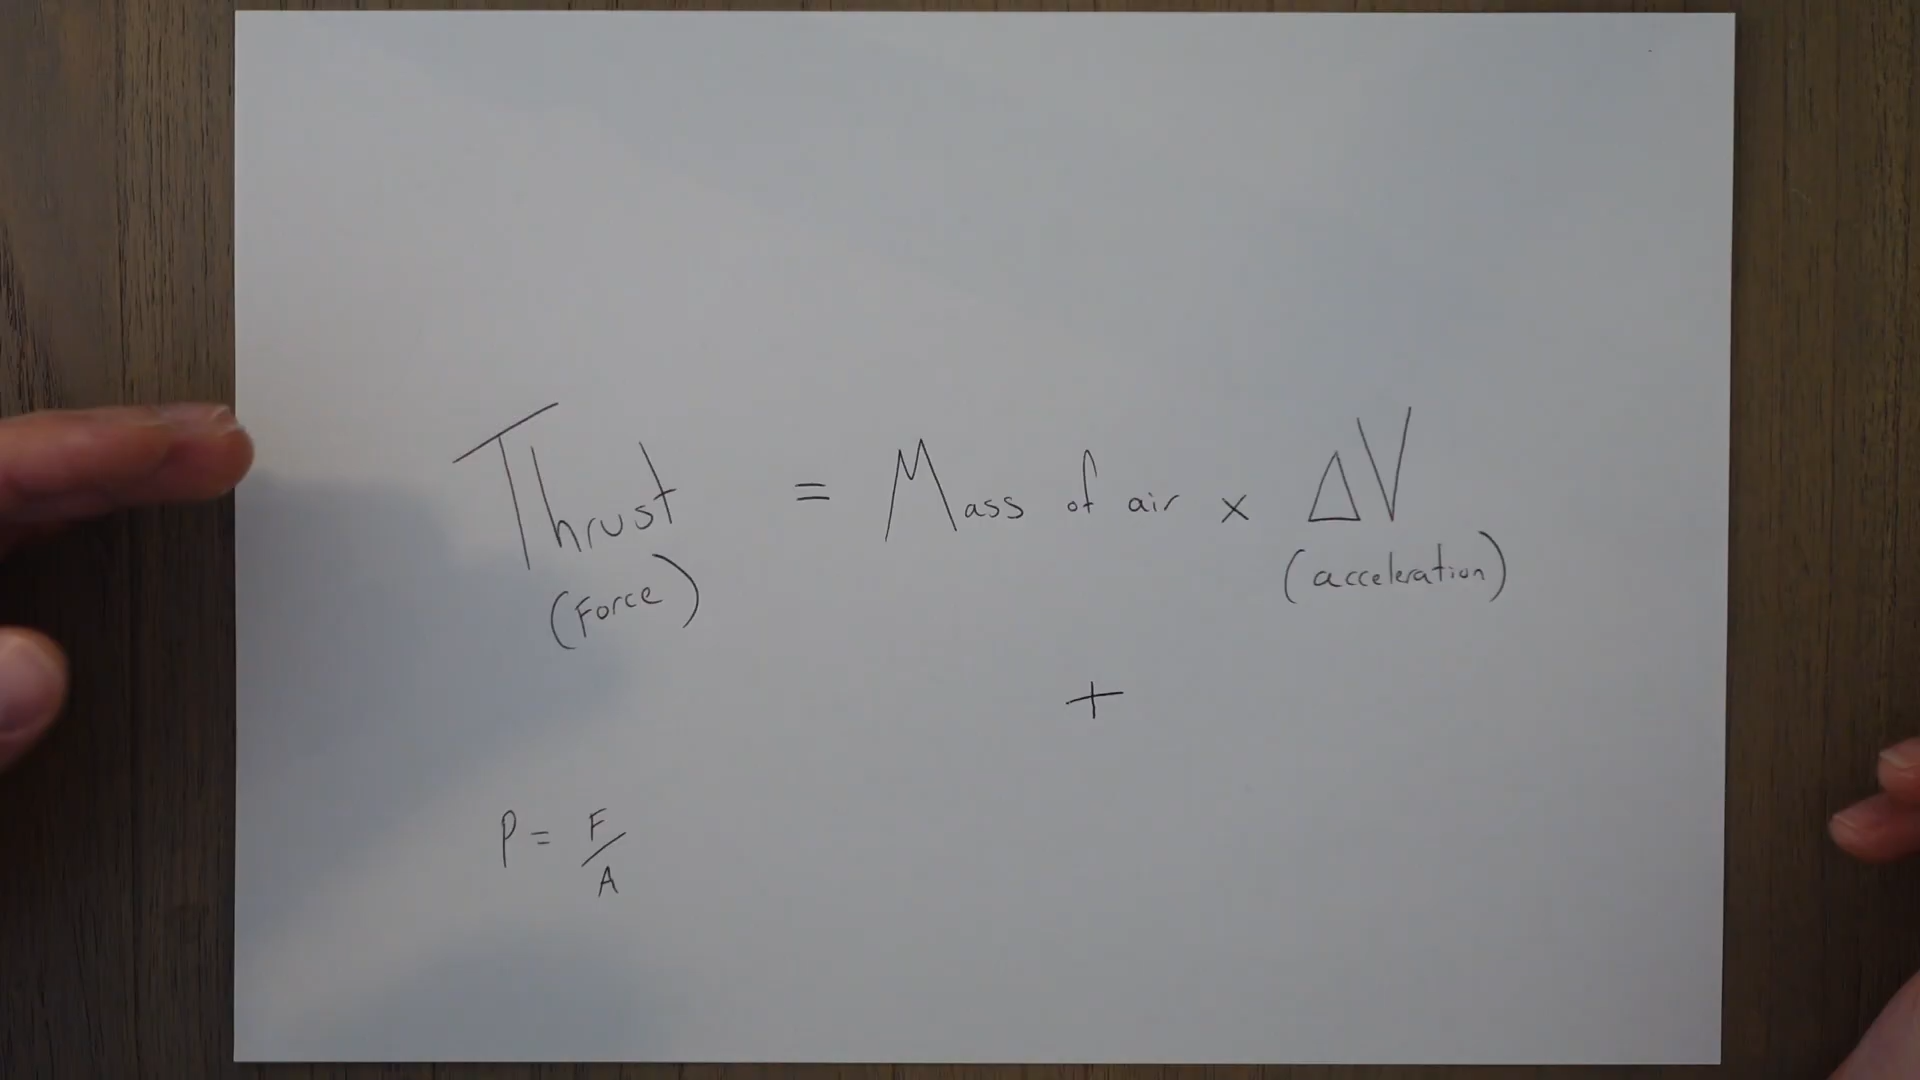 Thrust = Mass of air x ΔV
(Force) (acceleration)
+
P = F/A